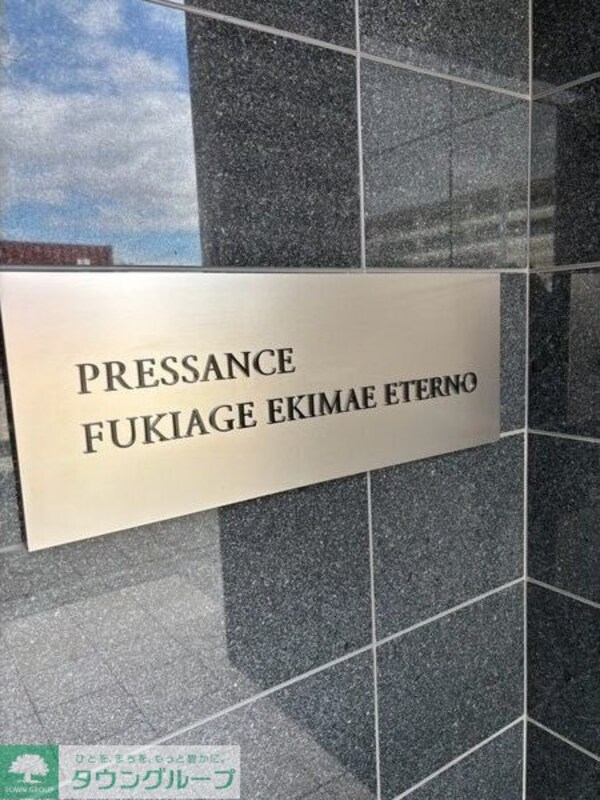 PRESSANCE
FUKIAGE EKIMAE ETERNO
ひとを、まちを、もっと豊かに。
タウングループ
TOWN GROUP